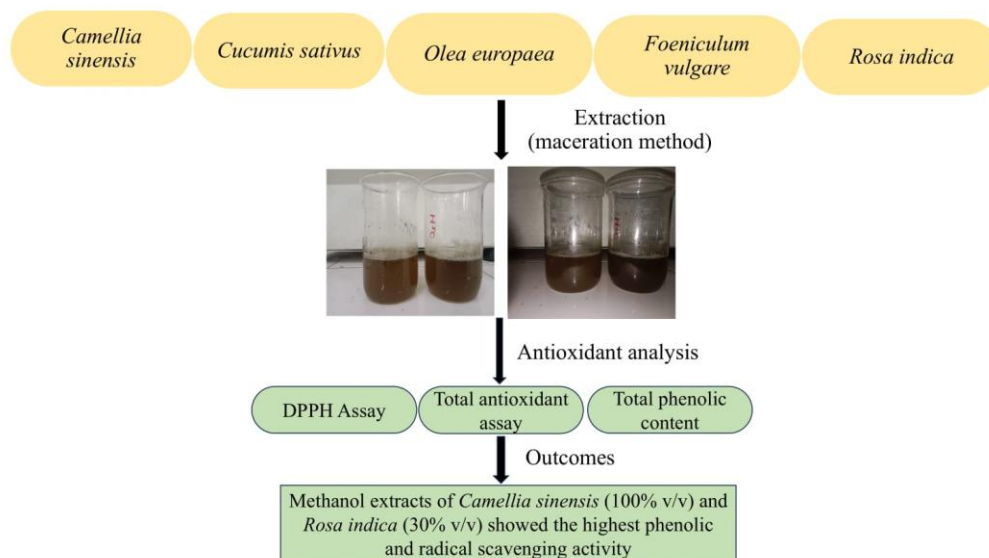 Camellia
sinensis
Cucumis sativus
Olea europaea
Foeniculum
vulgare
Rosa indica
Extraction
(maceration method)
Antioxidant analysis
DPPH Assay
Total antioxidant
assay
Total phenolic
content
Outcomes
Methanol extracts of Camellia sinensis (100% v/v) and
Rosa indica (30% v/v) showed the highest phenolic
and radical scavenging activity